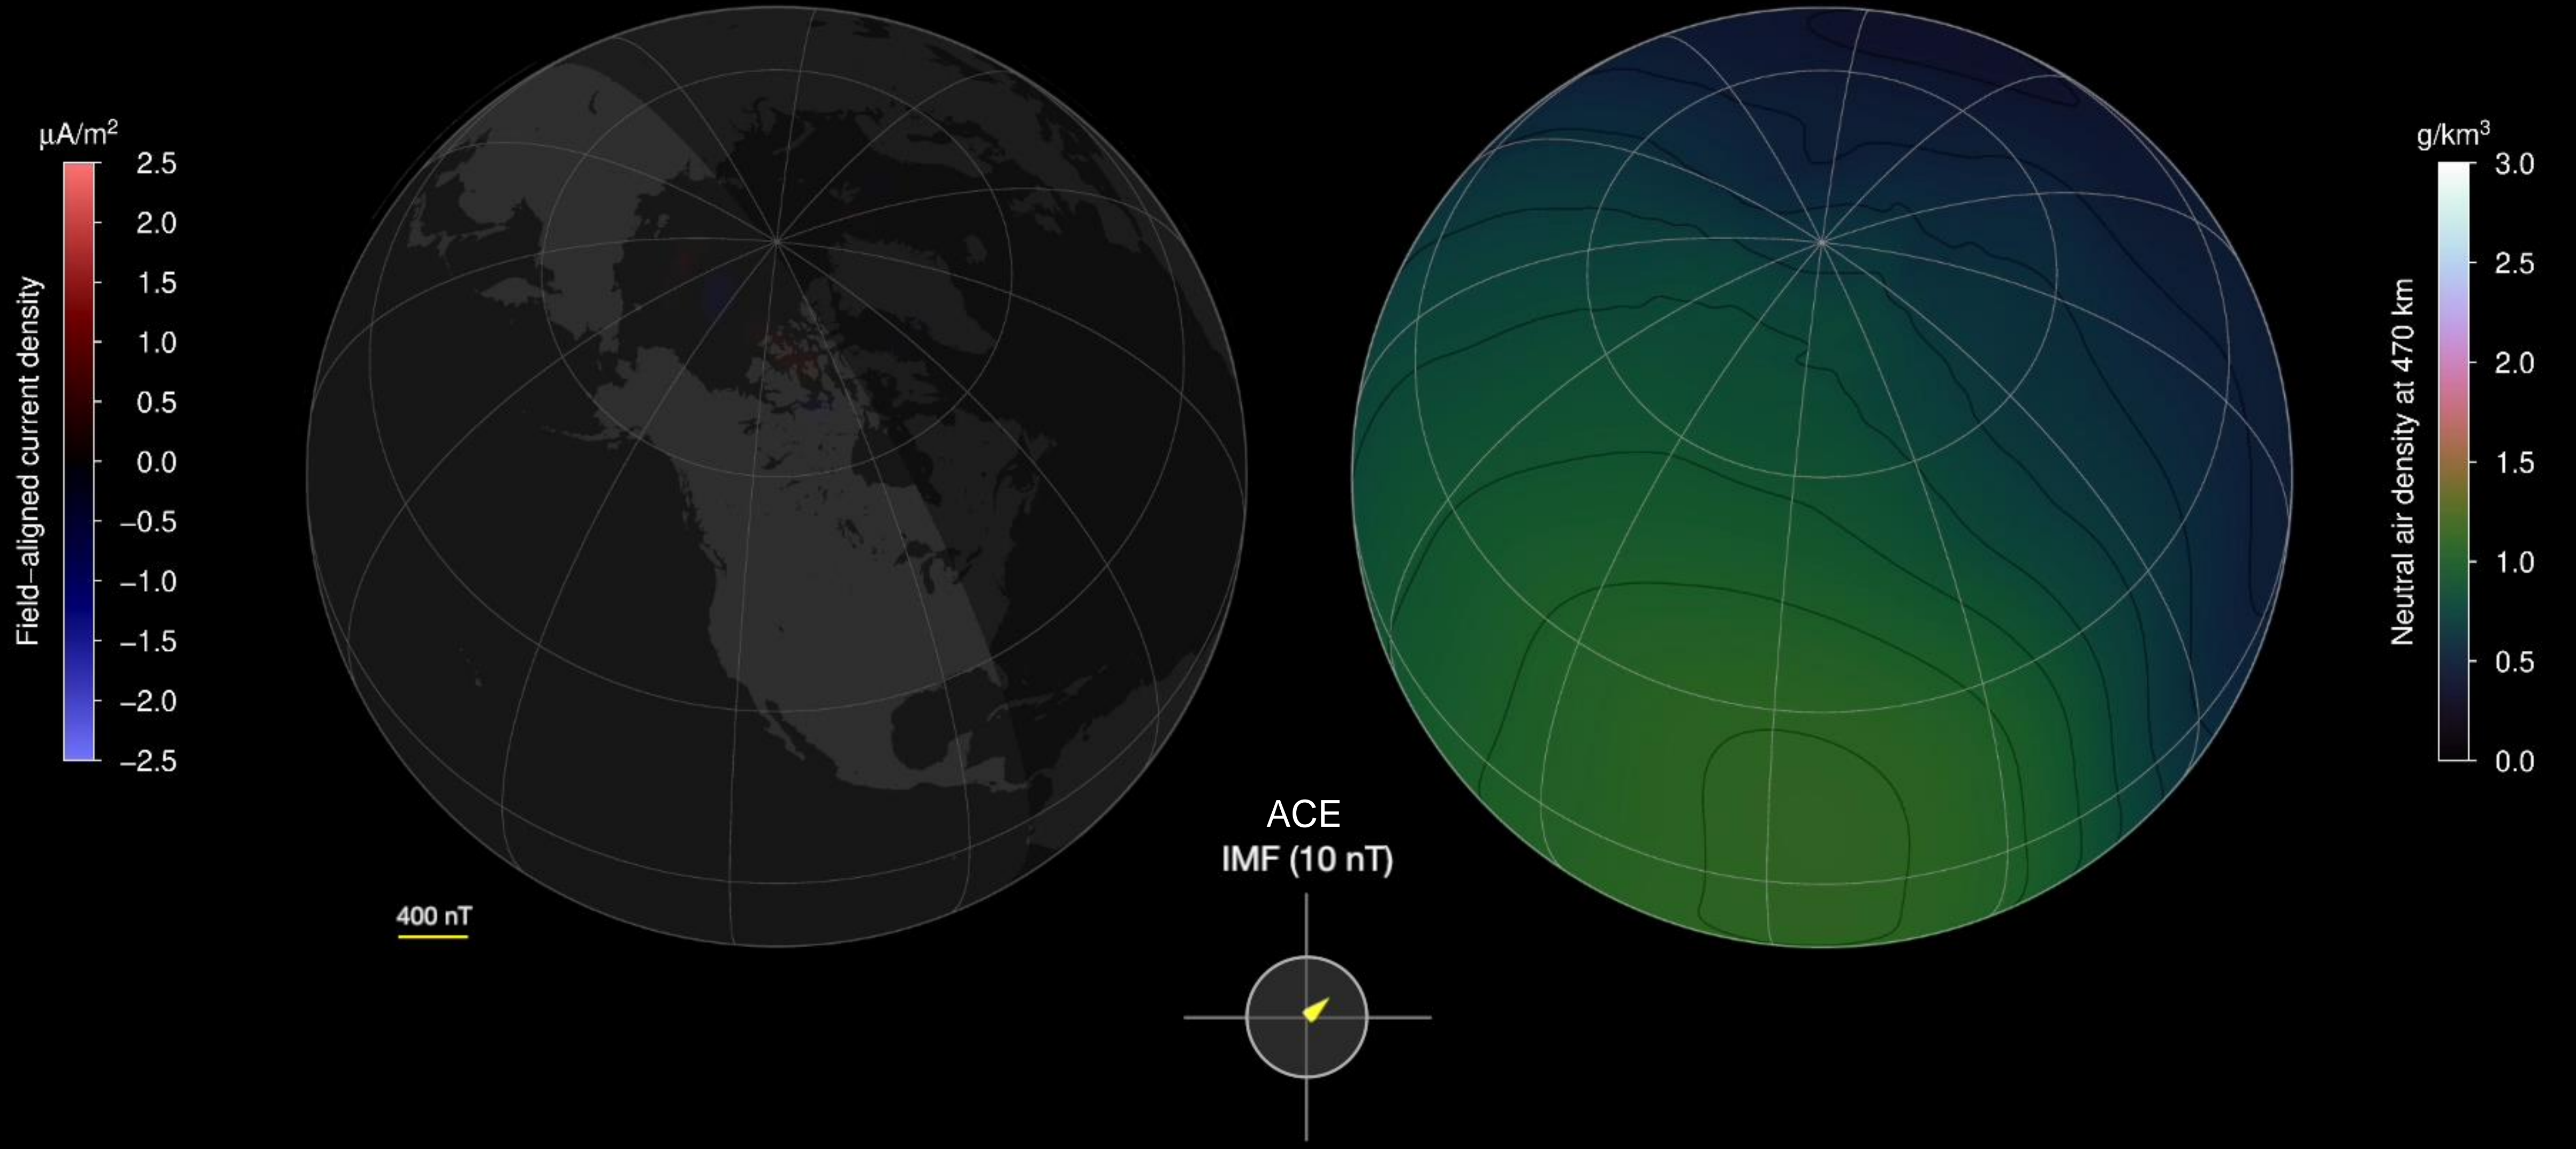 μA/m²
2.5
2.0
1.5
1.0
0.5
0.0
−0.5
−1.0
−1.5
−2.0
−2.5
Field−aligned current density
400 nT
ACE
IMF (10 nT)
g/km³
3.0
2.5
2.0
1.5
1.0
0.5
0.0
Neutral air density at 470 km